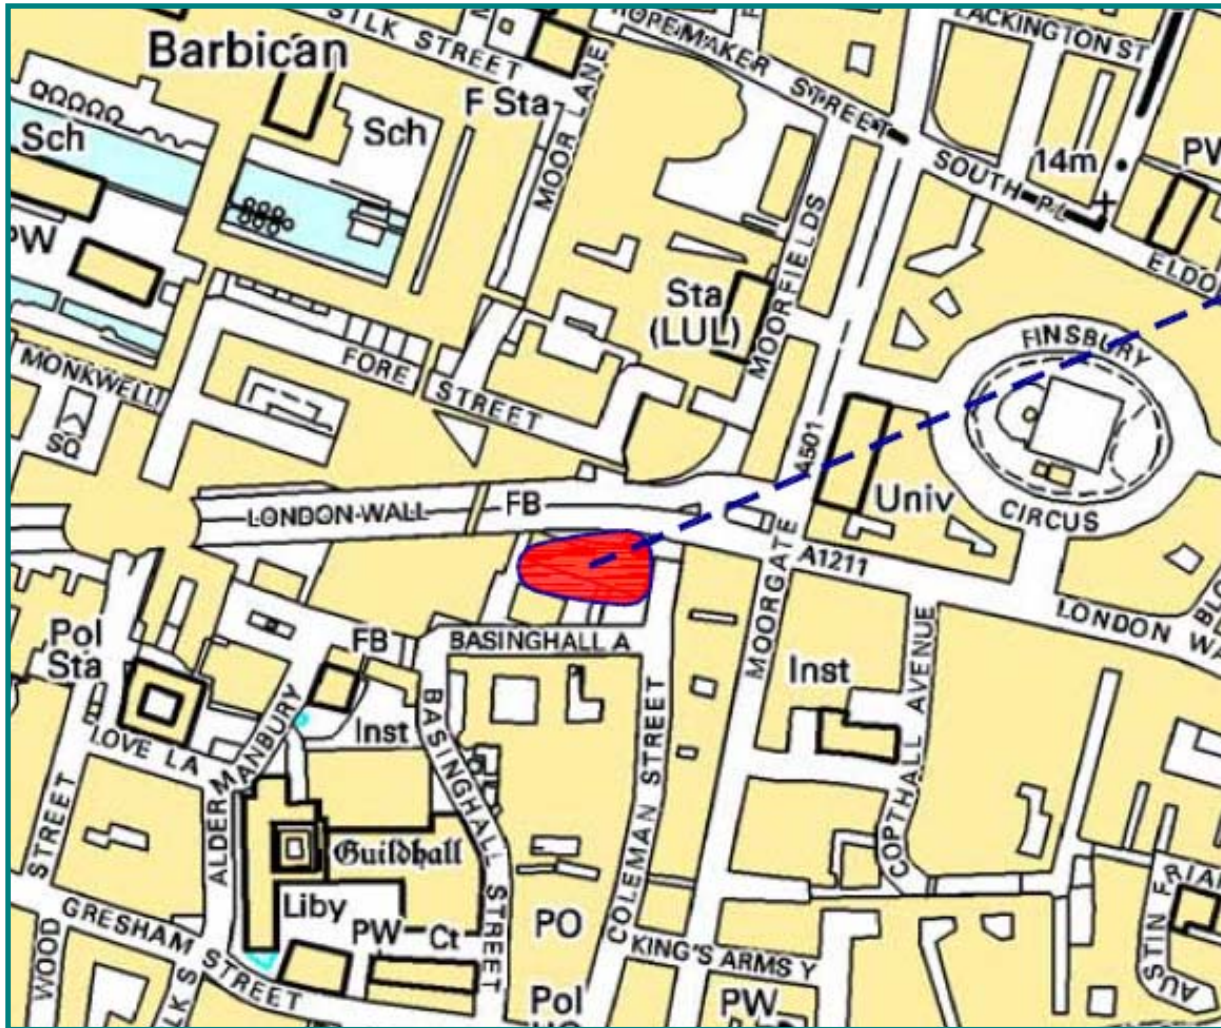 SILK STREET
ROPEMAKER STREET
LACKINGTON ST
Barbican
F Sta
MOOR LANE
Sch
Sch
14m
PW
SOUTH PL
MOORFIELDS
PW
ELDO
Sta
(LUL)
FINSBURY
MONKWELL
FORE STREET
SQ
A501
Univ
CIRCUS
LONDON WALL
FB
A1211
MOORGATE
LONDON WA
Pol
Sta
FB
BASINGHALL A
Inst
COPTHALL AVENUE
Inst
LOVE LA
ALDERMANBURY
BASINGHALL STREET
COLEMAN STREET
STREET
Guildhall
Liby
PW
Ct
PO
AUSTIN FRIAR
WOOD
GRESHAM STREET
LK S
KING'S ARMS Y
Pol
PW